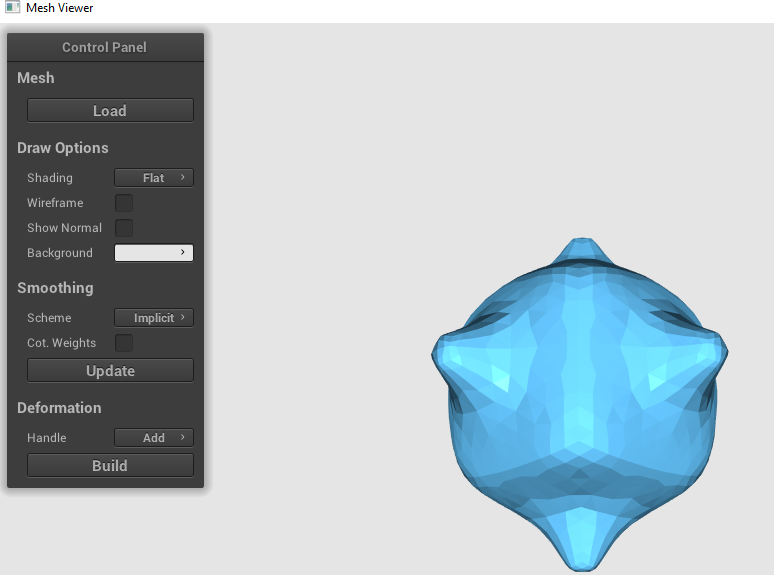 Mesh Viewer
Control Panel
Mesh
Load
Draw Options
Shading Flat
Wireframe
Show Normal
Background
Smoothing
Scheme Implicit
Cot. Weights
Update
Deformation
Handle Add
Build